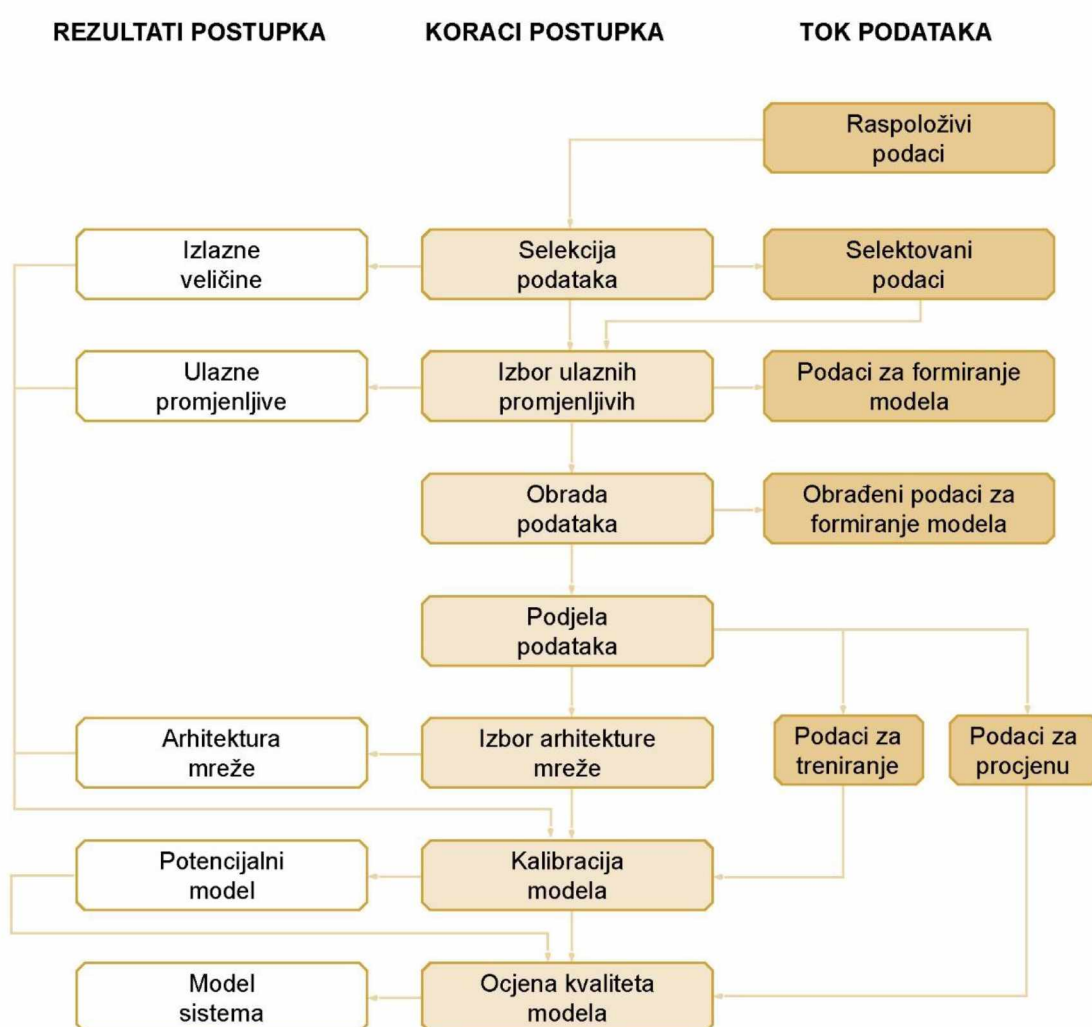 REZULTATI POSTUPKA
KORACI POSTUPKA
TOK PODATAKA
Raspoloživi
podaci
Izlazne
veličine
Selekcija
podataka
Selektovani
podaci
Ulazne
promjenljive
Izbor ulaznih
promjenljivih
Podaci za formiranje
modela
Obrada
podataka
Obrađeni podaci za
formiranje modela
Podjela
podataka
Arhitektura
mreže
Izbor arhitekture
mreže
Podaci za
treniranje
Podaci za
procjenu
Potencijalni
model
Kalibracija
modela
Model
sistema
Ocjena kvaliteta
modela